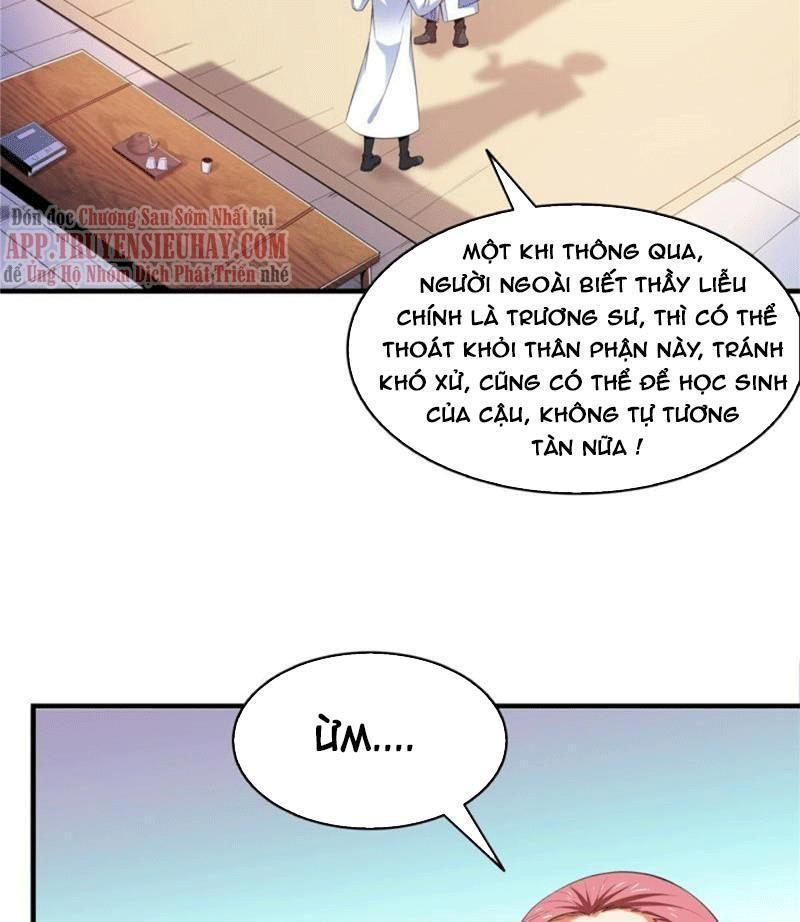 Đón đọc Chương Sau Sớm Nhất tại
APP.TRUYENSIEUHAY.COM
để Ủng Hộ Nhóm Dịch Phát Triển nhé
MỘT KHI THÔNG QUA,
NGƯỜI NGOÀI BIẾT THẦY LIỄU
CHÍNH LÀ TRƯƠNG SƯ, THÌ CÓ THỂ
THOÁT KHỎI THÂN PHẬN NÀY, TRÁNH
KHÓ XỬ, CŨNG CÓ THỂ ĐỂ HỌC SINH
CỦA CẬU, KHÔNG TỰ TƯƠNG
TÀN NỮA !
ỪM....